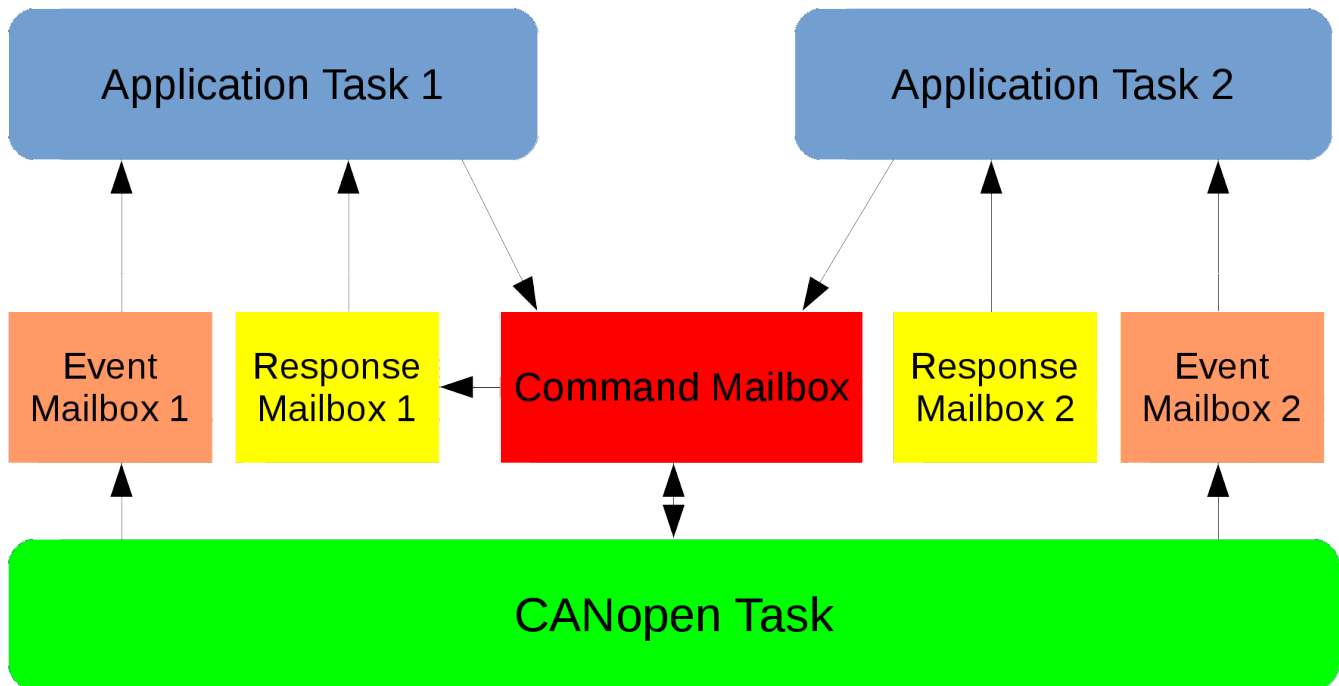 Application Task 1
Application Task 2
Event
Mailbox 1
Response
Mailbox 1
Command Mailbox
Response
Mailbox 2
Event
Mailbox 2
CANopen Task